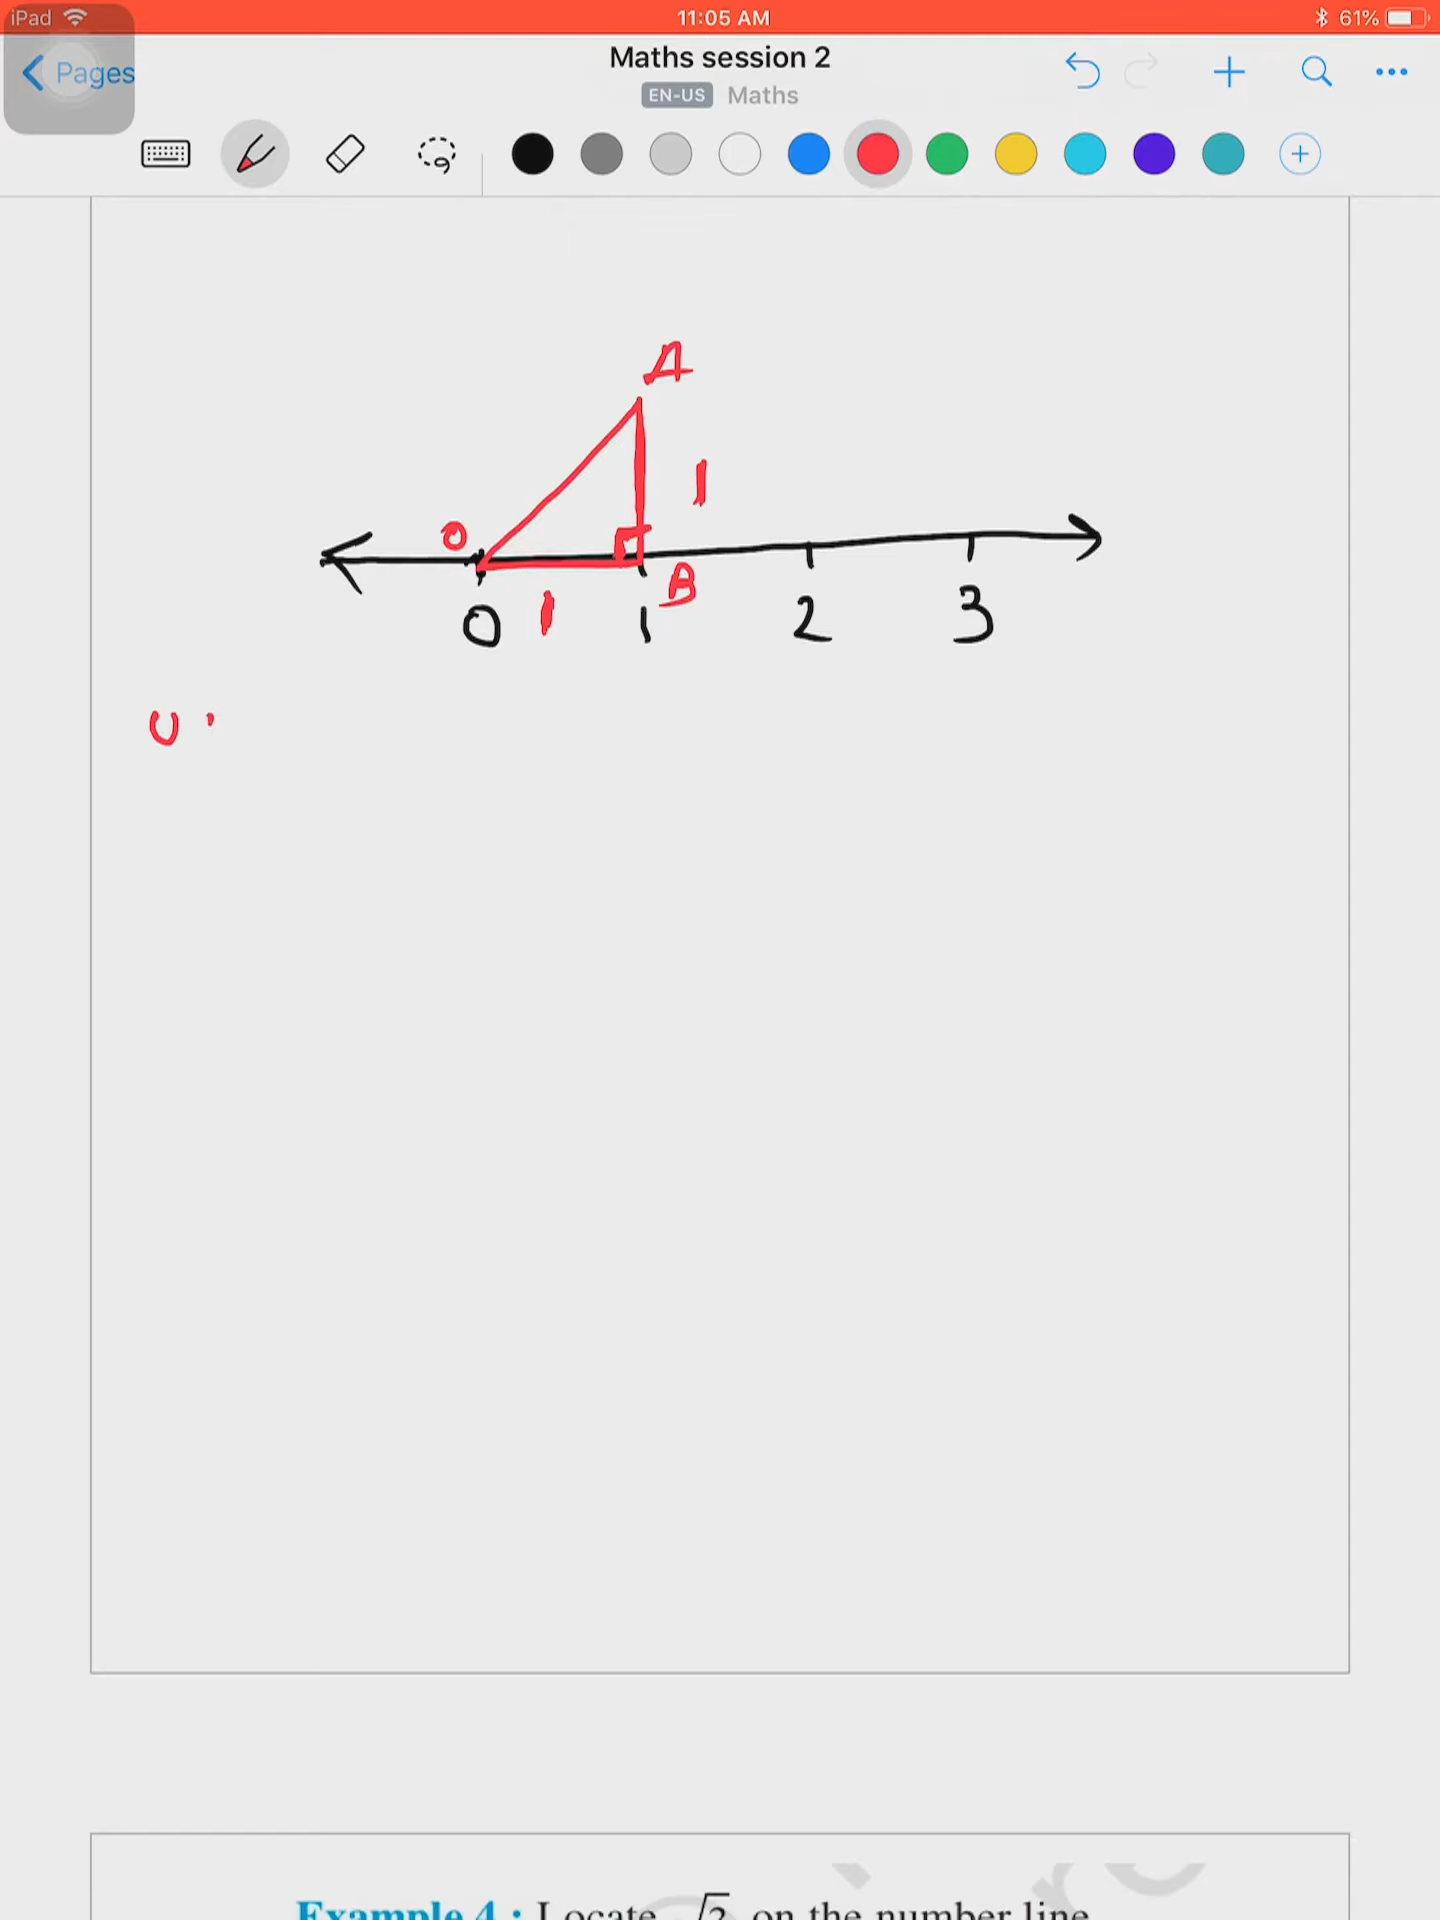 iPad 11:05 AM 61%
Pages Maths session 2
EN-US Maths
A
1
O
B
0 1 1 2 3
Example 4 : Locate
on the number line